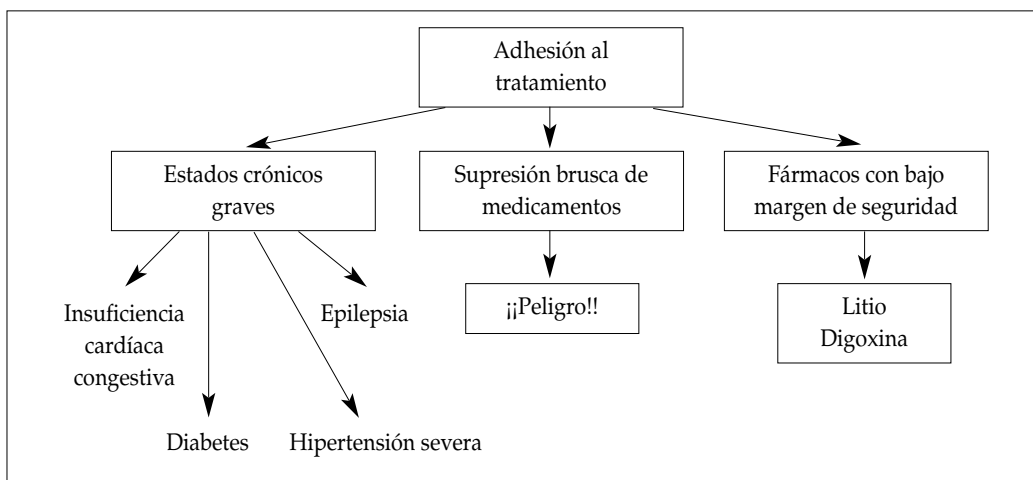 Adhesión al
tratamiento
Estados crónicos
graves
Supresión brusca de
medicamentos
Fármacos con bajo
margen de seguridad
Insuficiencia
cardíaca
congestiva
Epilepsia
¡¡Peligro!!
Litio
Digoxina
Diabetes
Hipertensión severa